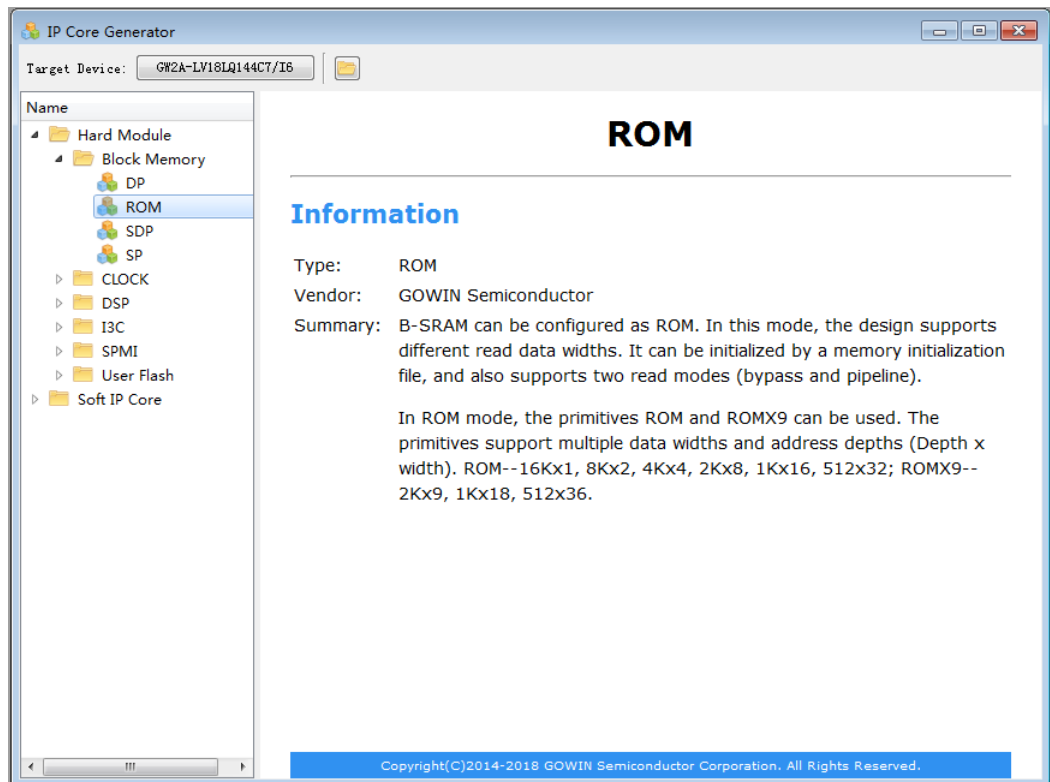 IP Core Generator
Target Device: GW2A-LV18LQ144C7/I6
Name
Hard Module
Block Memory
DP
ROM
SDP
SP
CLOCK
DSP
I3C
SPMI
User Flash
Soft IP Core
ROM
Information
Type: ROM
Vendor: GOWIN Semiconductor
Summary: B-SRAM can be configured as ROM. In this mode, the design supports
different read data widths. It can be initialized by a memory initialization
file, and also supports two read modes (bypass and pipeline).
In ROM mode, the primitives ROM and ROMX9 can be used. The
primitives support multiple data widths and address depths (Depth x
width). ROM--16Kx1, 8Kx2, 4Kx4, 2Kx8, 1Kx16, 512x32; ROMX9--
2Kx9, 1Kx18, 512x36.
Copyright(C)2014-2018 GOWIN Semiconductor Corporation. All Rights Reserved.